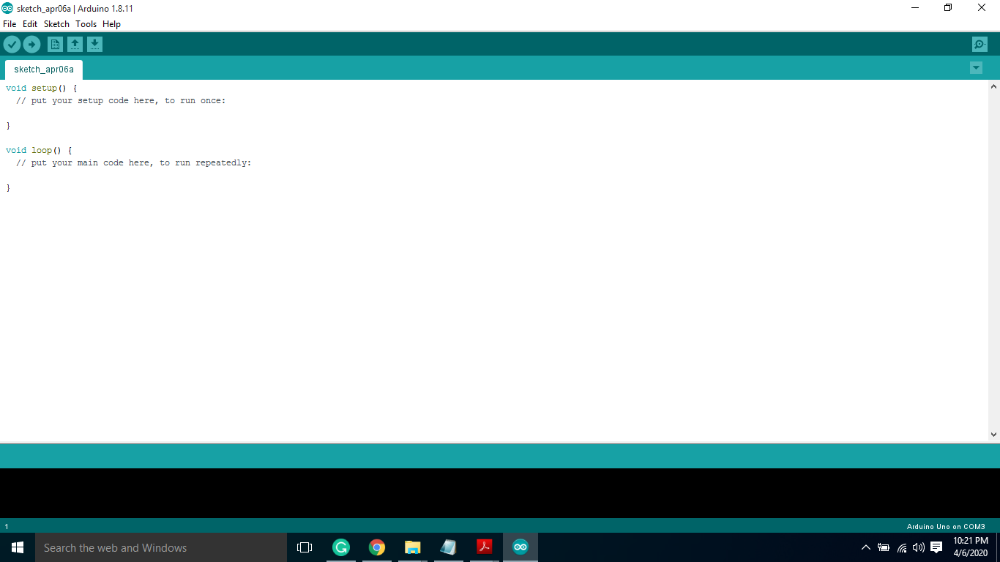 sketch_apr06a | Arduino 1.8.11
File Edit Sketch Tools Help
sketch_apr06a
void setup() {
  // put your setup code here, to run once:
}
void loop() {
  // put your main code here, to run repeatedly:
}
1
Arduino Uno on COM3
Search the web and Windows
10:21 PM
4/6/2020